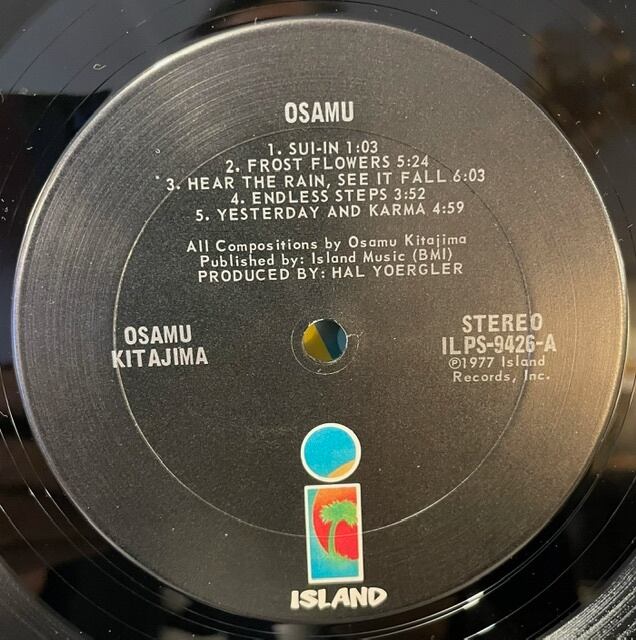 OSAMU
1. SUI-IN 1:03
2. FROST FLOWERS 5:24
3. HEAR THE RAIN, SEE IT FALL 6:03
4. ENDLESS STEPS 3:52
5. YESTERDAY AND KARMA 4:59
All Compositions by Osamu Kitajima
Published by: Island Music (BMI)
PRODUCED BY: HAL YOERGLER
OSAMU
KITAJIMA
STEREO
ILPS-9426-A
℗1977 Island
Records, Inc.
ISLAND